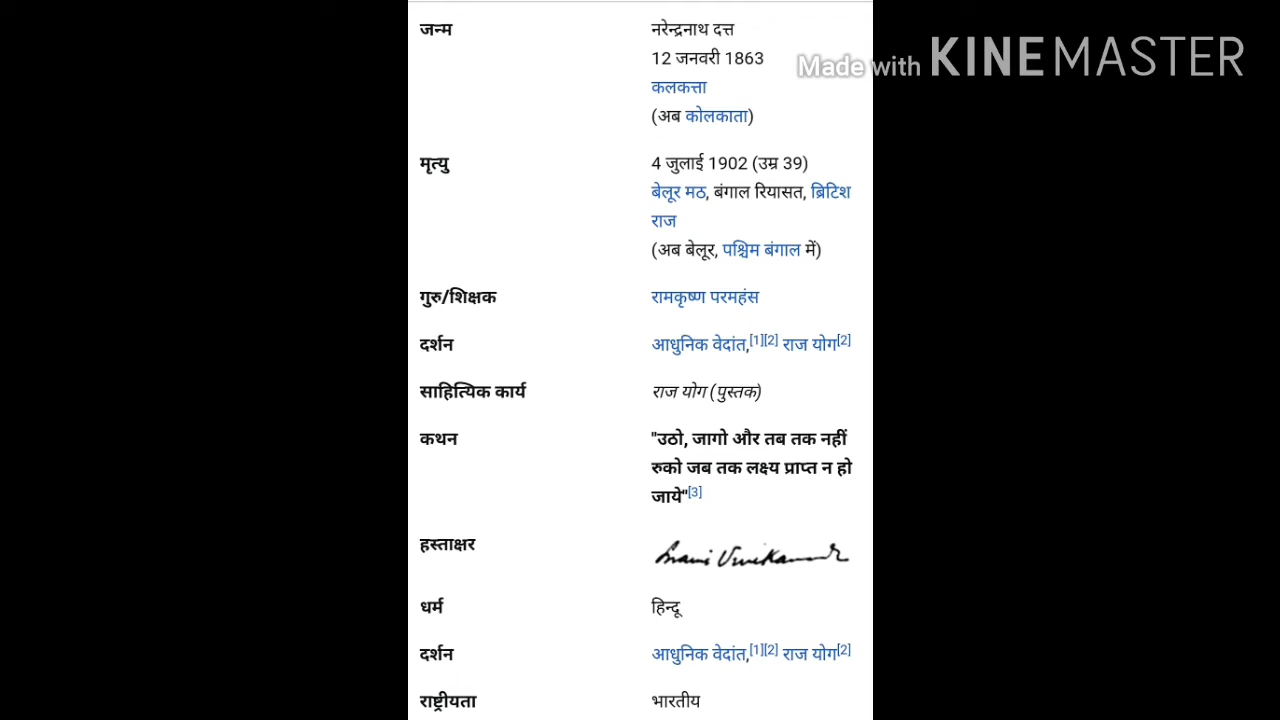 जन्म नरेन्द्रनाथ दत्त
12 जनवरी 1863
Made with KINEMASTER
कलकत्ता
(अब कोलकाता)
मृत्यु 4 जुलाई 1902 (उम्र 39)
बेलूर मठ, बंगाल रियासत, ब्रिटिश
राज
(अब बेलूर, पश्चिम बंगाल में)
गुरु/शिक्षक रामकृष्ण परमहंस
दर्शन आधुनिक वेदांत,[1][2] राज योग[2]
साहित्यिक कार्य राज योग (पुस्तक)
कथन "उठो, जागो और तब तक नहीं
रुको जब तक लक्ष्य प्राप्त न हो
जाये"[3]
हस्ताक्षर Swami Vivekananda
धर्म हिन्दू
दर्शन आधुनिक वेदांत,[1][2] राज योग[2]
राष्ट्रीयता भारतीय